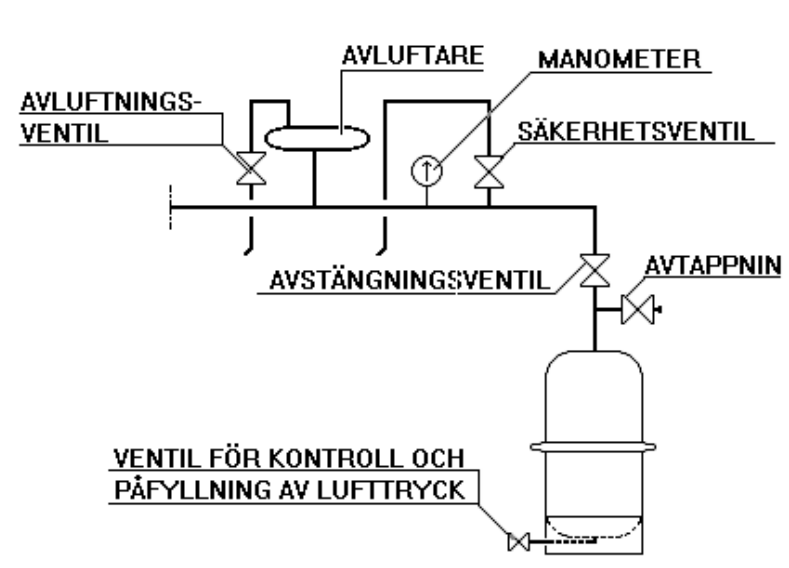 AVLUFTARE
MANOMETER
AVLUFTNINGS-
VENTIL
SÄKERHETSVENTIL
AVSTÄNGNINGSVENTIL
AVTAPPNIN
VENTIL FÖR KONTROLL OCH
PÅFYLLNING AV LUFTTRYCK